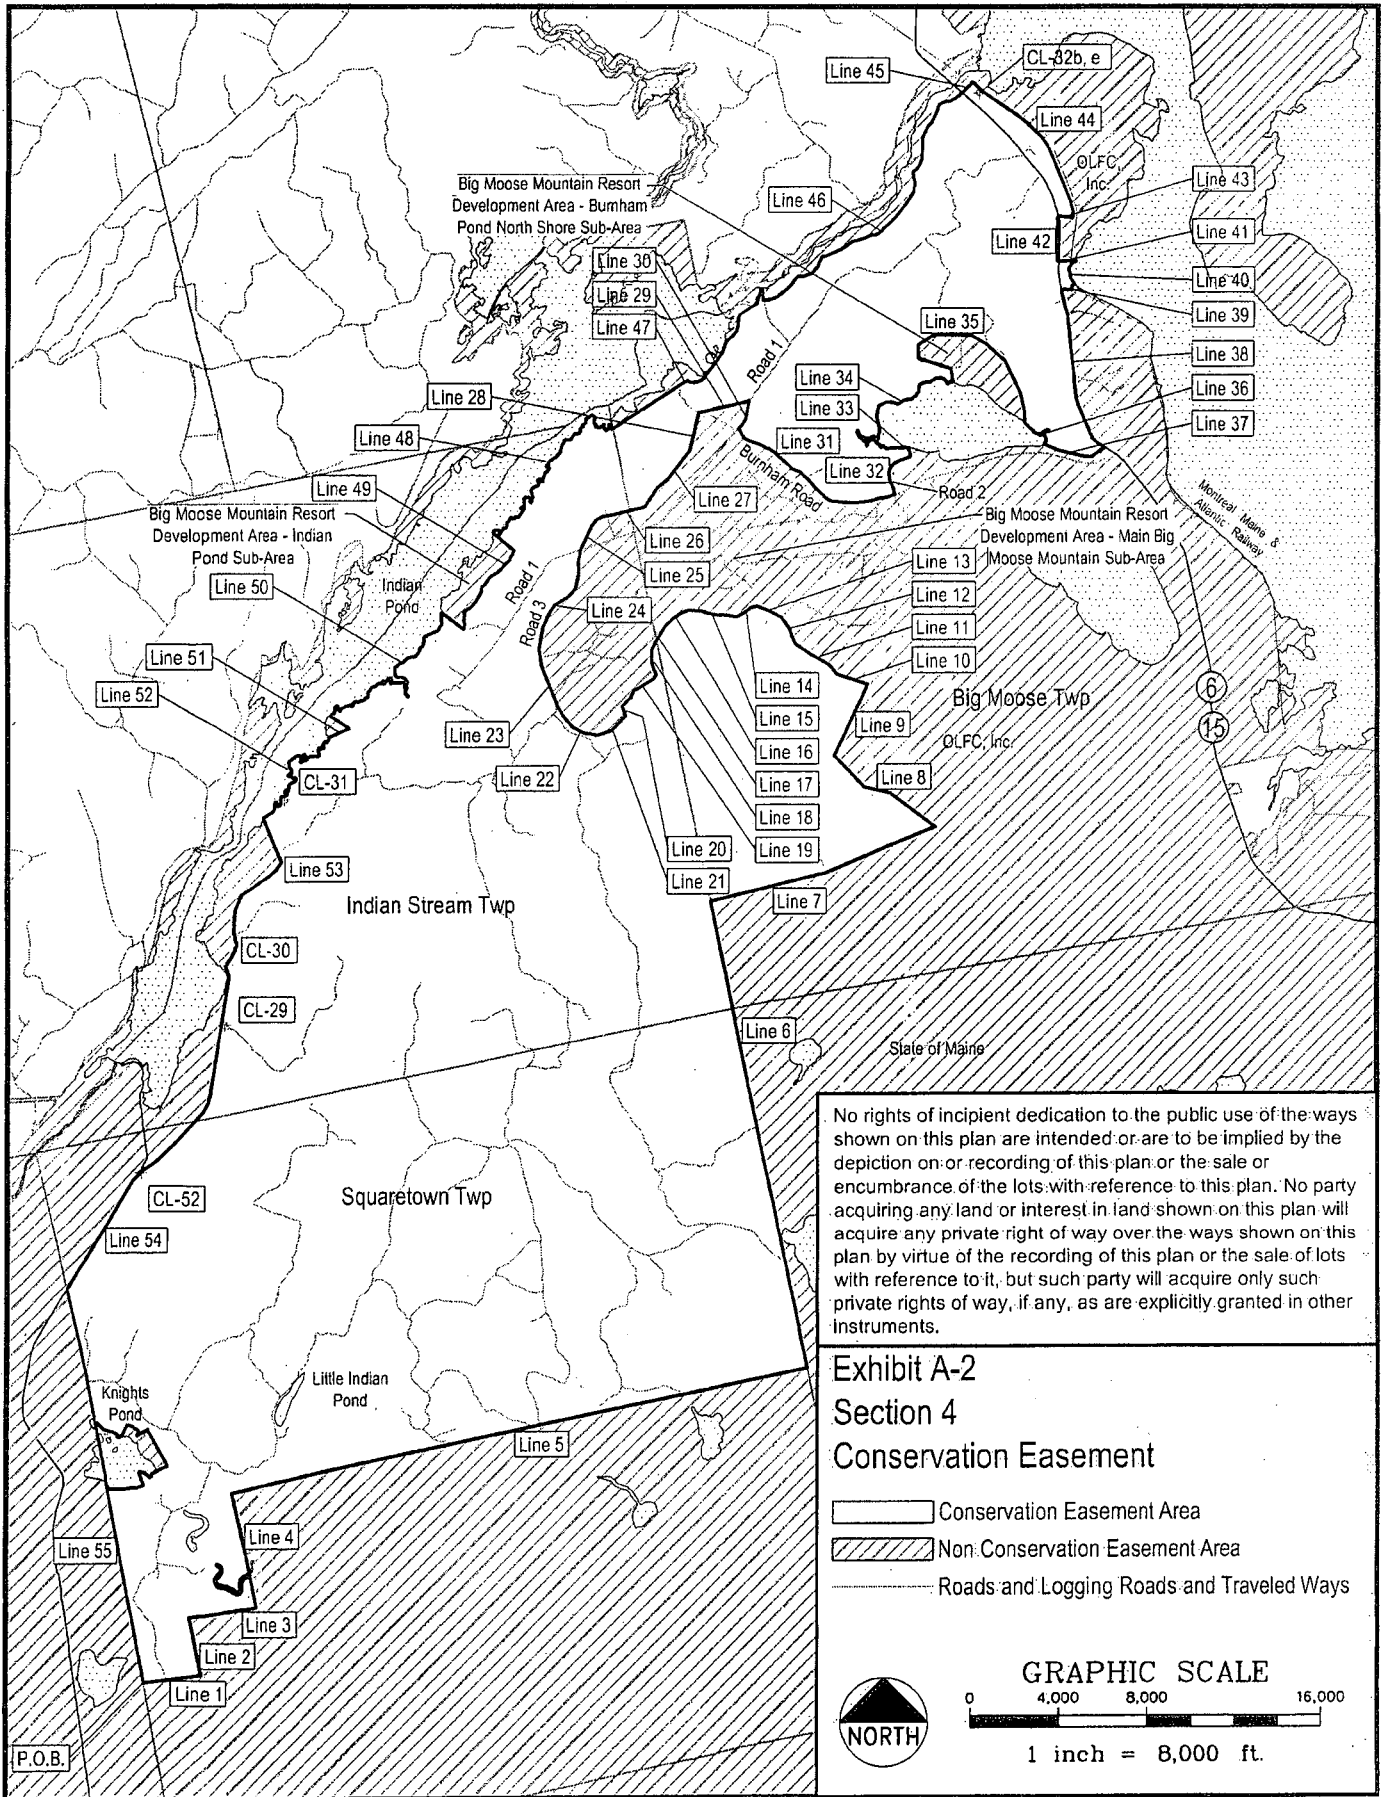 Line 45
CL-32b, e
Line 44
OLFC,
Inc.
Line 43
Big Moose Mountain Resort
Development Area - Burnham
Pond North Shore Sub-Area
Line 46
Line 42
Line 41
Line 30
Line 40
Line 29
Line 39
Line 47
Line 35
Road 1
Line 38
Line 34
Line 36
Line 28
Line 33
Line 37
Line 48
Line 31
Burnham Road
Line 32
Line 49
Line 27
Road 2
Montreal Maine &
Atlantic Railway
Big Moose Mountain Resort
Development Area - Indian
Pond Sub-Area
Big Moose Mountain Resort
Development Area - Main Big
Moose Mountain Sub-Area
Line 26
Line 13
Line 25
Line 50
Indian
Pond
Road 1
Line 12
Line 24
Road 3
Line 11
Line 51
Line 10
Line 52
Line 14
6
15
Big Moose Twp
Line 15
Line 9
Line 23
OLFC, Inc.
Line 16
Line 22
Line 17
Line 8
CL-31
Line 18
Line 20
Line 19
Line 53
Line 21
Line 7
Indian Stream Twp
CL-30
CL-29
Line 6
State of Maine
No rights of incipient dedication to the public use of the ways
shown on this plan are intended or are to be implied by the
depiction on or recording of this plan or the sale or
encumbrance of the lots with reference to this plan. No party
acquiring any land or interest in land shown on this plan will
acquire any private right of way over the ways shown on this
plan by virtue of the recording of this plan or the sale of lots
with reference to it, but such party will acquire only such
private rights of way, if any, as are explicitly granted in other
instruments.
CL-52
Squaretown Twp
Line 54
Knights
Pond
Little Indian
Pond
Line 5
Line 55
Line 4
Line 3
Line 2
Line 1
P.O.B.
Exhibit A-2
Section 4
Conservation Easement
Conservation Easement Area
Non Conservation Easement Area
Roads and Logging Roads and Traveled Ways
NORTH
GRAPHIC SCALE
0 4,000 8,000 16,000
1 inch = 8,000 ft.